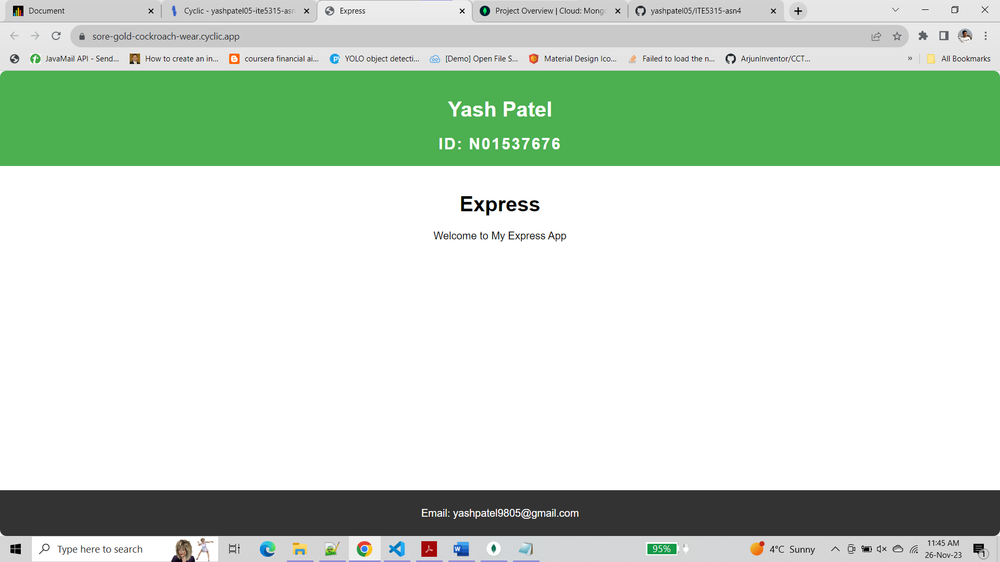 Document
Cyclic - yashpatel05-ite5315-asn
Express
Project Overview | Cloud: Mongo
yashpatel05/ITE5315-asn4
sore-gold-cockroach-wear.cyclic.app
JavaMail API - Send...
How to create an in...
coursera financial ai...
YOLO object detecti...
[Demo] Open File S...
Material Design Ico...
Failed to load the n...
ArjunInventor/CCT...
»
All Bookmarks
Yash Patel
ID: N01537676
Express
Welcome to My Express App
Email: yashpatel9805@gmail.com
Type here to search
95%
4°C Sunny
11:45 AM
26-Nov-23
1